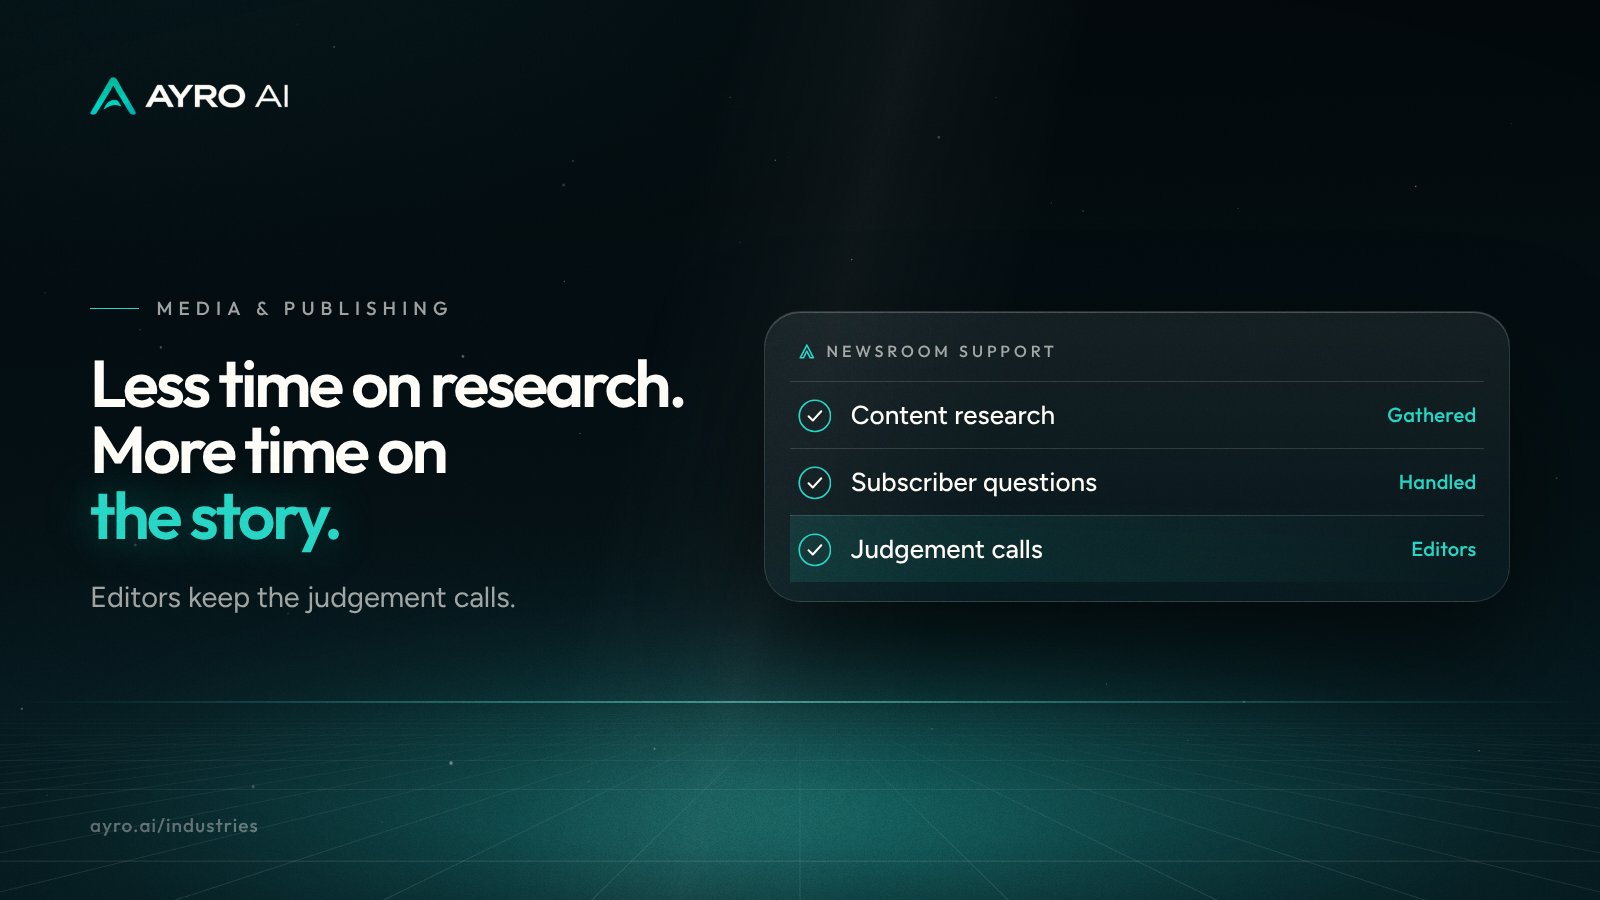 AYRO AI
MEDIA & PUBLISHING
Less time on research.
More time on
the story.
Editors keep the judgement calls.
NEWSROOM SUPPORT
Content research Gathered
Subscriber questions Handled
Judgement calls Editors
ayro.ai/industries